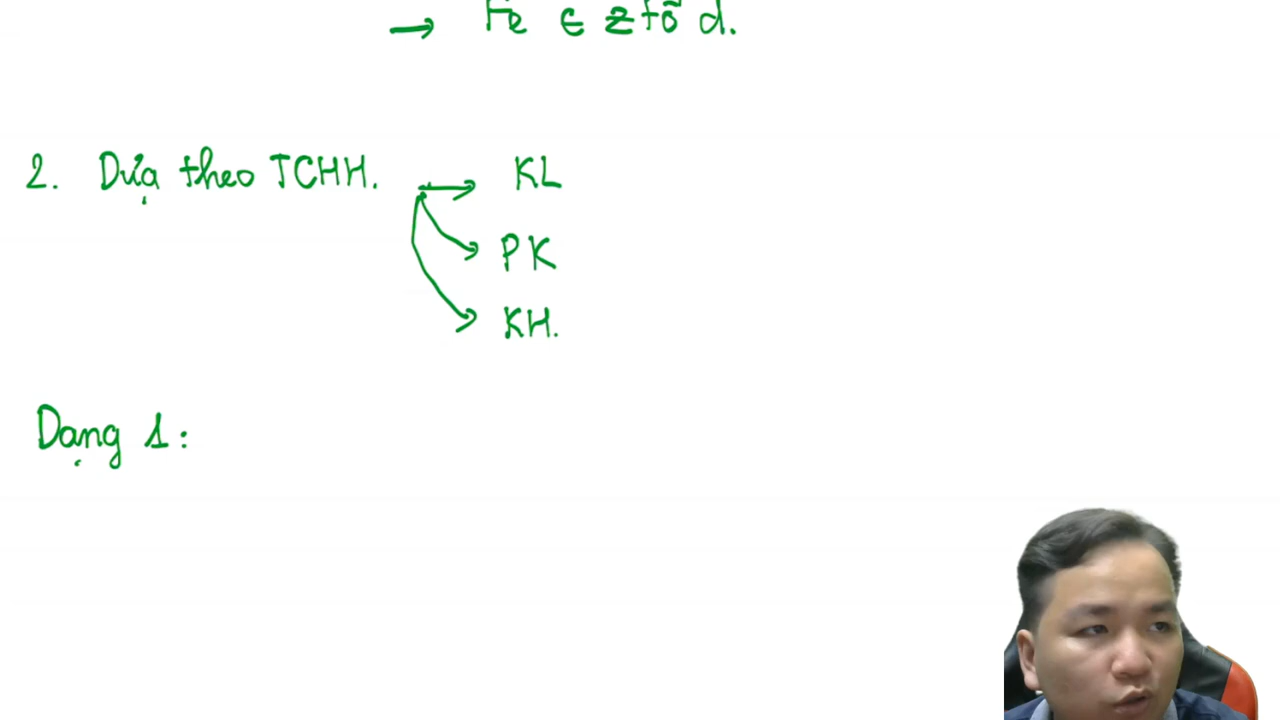 → Fe ∈ z tố d.
2. Dựa theo TCHH. → KL
→ PK
→ KH.
Dạng 1: